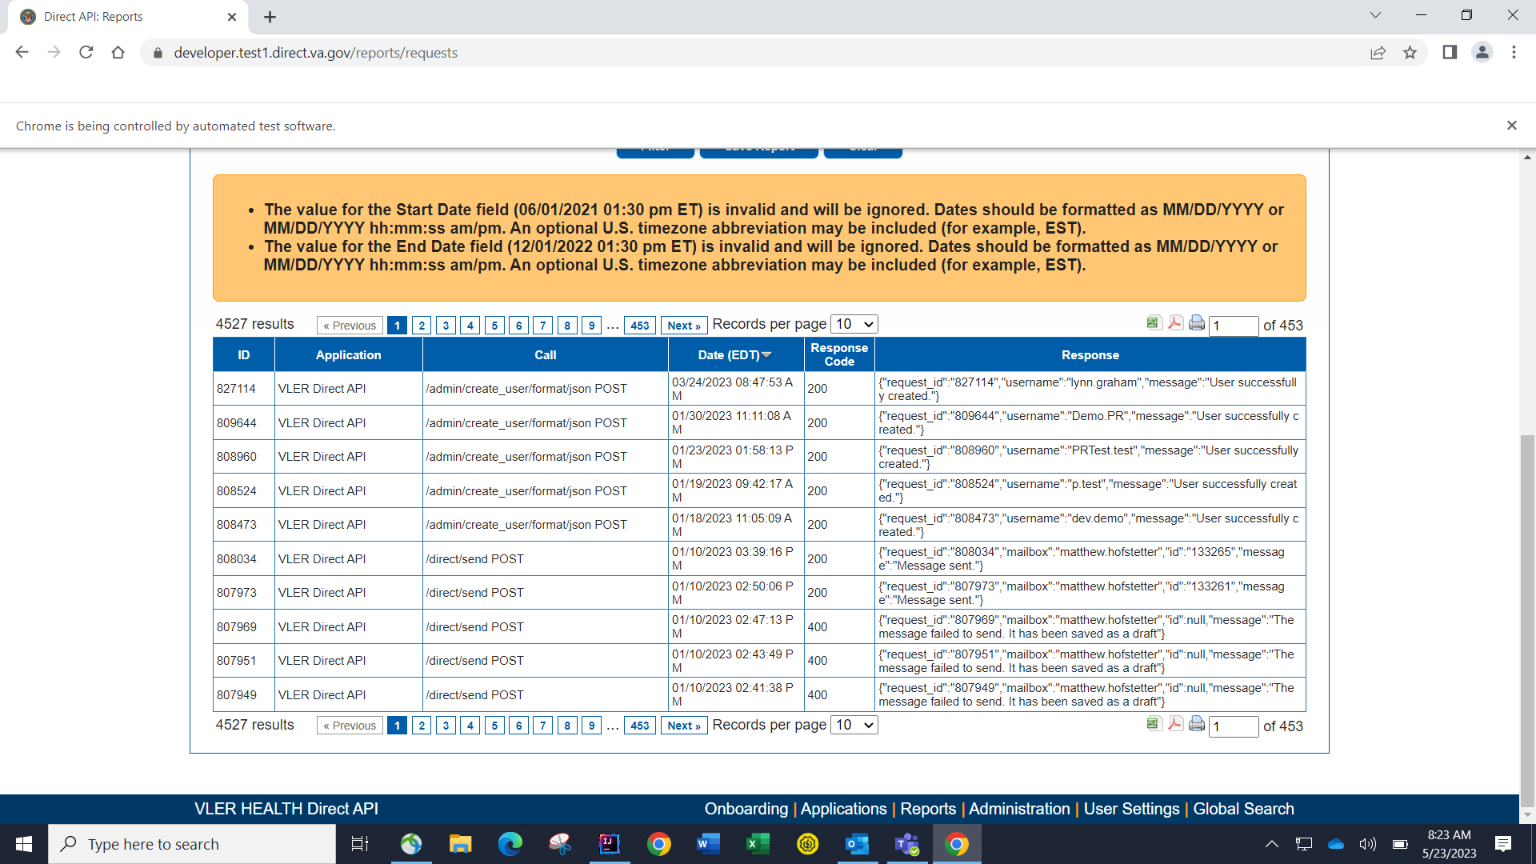 Direct API: Reports
developer.test1.direct.va.gov/reports/requests
Chrome is being controlled by automated test software.
Filter Save Report Clear
• The value for the Start Date field (06/01/2021 01:30 pm ET) is invalid and will be ignored. Dates should be formatted as MM/DD/YYYY or
MM/DD/YYYY hh:mm:ss am/pm. An optional U.S. timezone abbreviation may be included (for example, EST).
• The value for the End Date field (12/01/2022 01:30 pm ET) is invalid and will be ignored. Dates should be formatted as MM/DD/YYYY or
MM/DD/YYYY hh:mm:ss am/pm. An optional U.S. timezone abbreviation may be included (for example, EST).
4527 results « Previous 1 2 3 4 5 6 7 8 9 ... 453 Next » Records per page 10 1 of 453
ID Application Call Date (EDT) Response Code Response
827114 VLER Direct API /admin/create_user/format/json POST 03/24/2023 08:47:53 A
M 200 {"request_id":"827114","username":"lynn.graham","message":"User successfull
y created."}
809644 VLER Direct API /admin/create_user/format/json POST 01/30/2023 11:11:08 A
M 200 {"request_id":"809644","username":"Demo.PR","message":"User successfully c
reated."}
808960 VLER Direct API /admin/create_user/format/json POST 01/23/2023 01:58:13 P
M 200 {"request_id":"808960","username":"PRTest.test","message":"User successfully
created."}
808524 VLER Direct API /admin/create_user/format/json POST 01/19/2023 09:42:17 A
M 200 {"request_id":"808524","username":"p.test","message":"User successfully creat
ed."}
808473 VLER Direct API /admin/create_user/format/json POST 01/18/2023 11:05:09 A
M 200 {"request_id":"808473","username":"dev.demo","message":"User successfully c
reated."}
808034 VLER Direct API /direct/send POST 01/10/2023 03:39:16 P
M 200 {"request_id":"808034","mailbox":"matthew.hofstetter","id":"133265","messag
e":"Message sent."}
807973 VLER Direct API /direct/send POST 01/10/2023 02:50:06 P
M 200 {"request_id":"807973","mailbox":"matthew.hofstetter","id":"133261","messag
e":"Message sent."}
807969 VLER Direct API /direct/send POST 01/10/2023 02:47:13 P
M 400 {"request_id":"807969","mailbox":"matthew.hofstetter","id":null,"message":"The
message failed to send. It has been saved as a draft"}
807951 VLER Direct API /direct/send POST 01/10/2023 02:43:49 P
M 400 {"request_id":"807951","mailbox":"matthew.hofstetter","id":null,"message":"The
message failed to send. It has been saved as a draft"}
807949 VLER Direct API /direct/send POST 01/10/2023 02:41:38 P
M 400 {"request_id":"807949","mailbox":"matthew.hofstetter","id":null,"message":"The
message failed to send. It has been saved as a draft"}
4527 results « Previous 1 2 3 4 5 6 7 8 9 ... 453 Next » Records per page 10 1 of 453
VLER HEALTH Direct API Onboarding | Applications | Reports | Administration | User Settings | Global Search
Type here to search
8:23 AM
5/23/2023